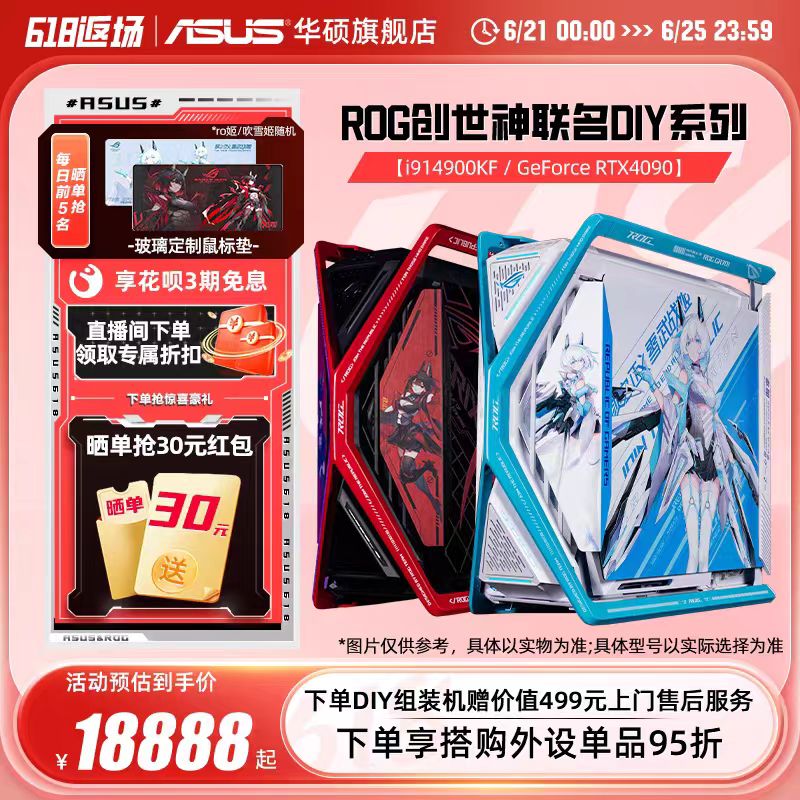 618返场
ASUS 华硕旗舰店
6/21 00:00 >>> 6/25 23:59
#ASUS#
*ro姬/吹雪姬随机
每日前5名
晒单抢
-玻璃定制鼠标垫-
享花呗3期免息
直播间下单
领取专属折扣
下单抢惊喜豪礼
晒单抢30元红包
晒单
30元
送
ASUS618
ASUS618
ASUS618
ASUS&ROG
ROG创世神联名DIY系列
【i914900KF / GeForce RTX4090】
ROG
REPUBLIC OF GAMERS
*图片仅供参考，具体以实物为准;具体型号以实际选择为准
活动预估到手价
¥18888起
下单DIY组装机赠价值499元上门售后服务
下单享搭购外设单品95折